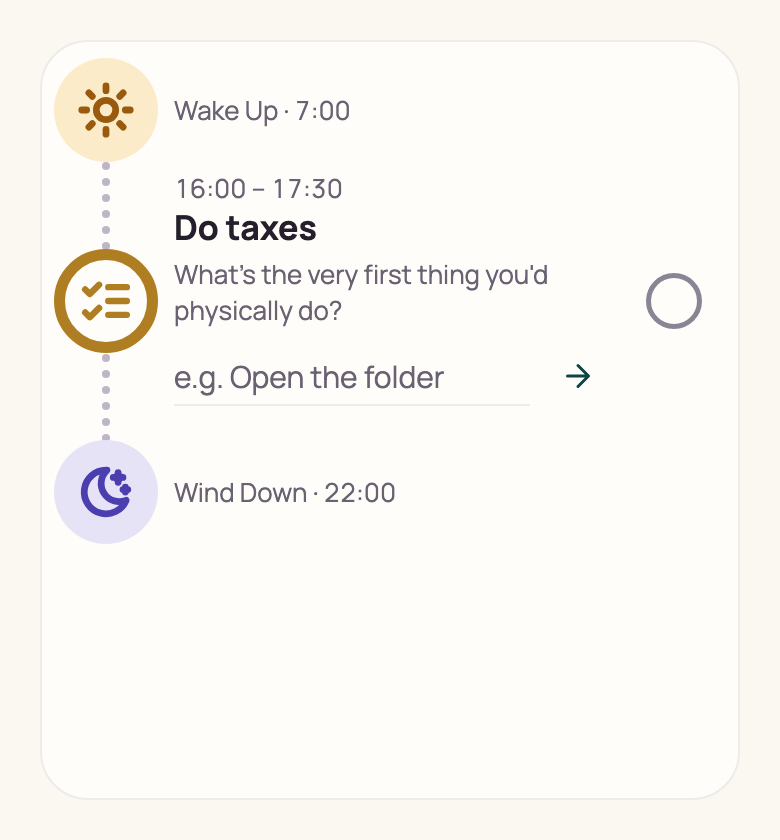 Wake Up · 7:00
16:00 – 17:30
Do taxes
What's the very first thing you'd
physically do?
e.g. Open the folder
Wind Down · 22:00